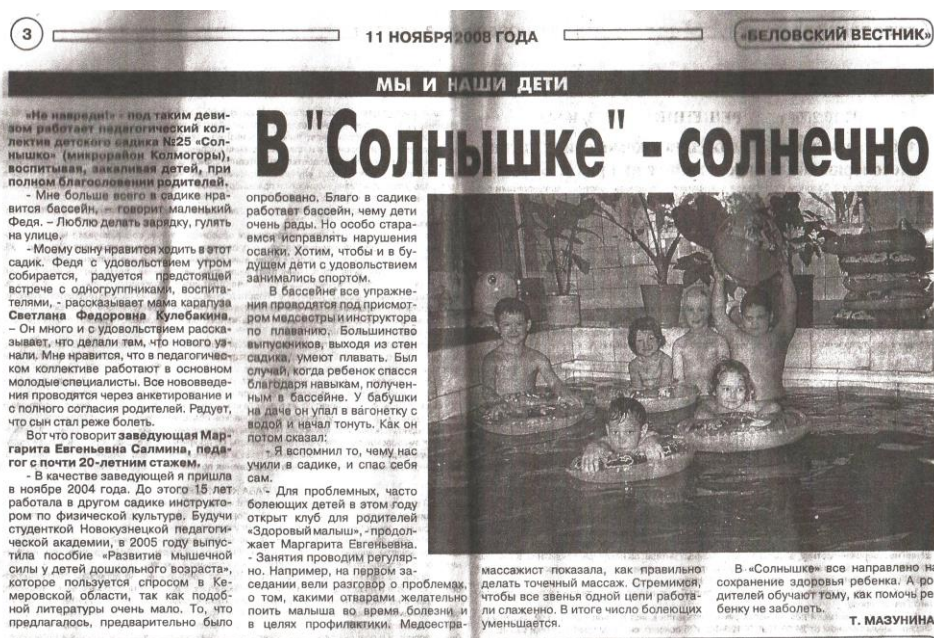 3
11 НОЯБРЯ 2008 ГОДА
«БЕЛОВСКИЙ ВЕСТНИК»
МЫ И НАШИ ДЕТИ
В "Солнышке" - солнечно
«Не навреди!» - под таким деви-
зом работает педагогический кол-
лектив детского садика №25 «Сол-
нышко» (микрорайон Колмогоры),
воспитывая, закаливая детей, при
полном благословении родителей.
- Мне больше всего в садике нра-
вится бассейн, – говорит маленький
Федя. – Люблю делать зарядку, гулять
на улице.
- Моему сыну нравится ходить в этот
садик. Федя с удовольствием утром
собирается, радуется предстоящей
встрече с одногруппниками, воспита-
телями, - рассказывает мама карапуза
Светлана Федоровна Кулебакина.
– Он много и с удовольствием расска-
зывает, что делали там, что нового уз-
нали. Мне нравится, что в педагогичес-
ком коллективе работают в основном
молодые специалисты. Все нововведе-
ния проводятся через анкетирование и
с полного согласия родителей. Радует,
что сын стал реже болеть.
Вот что говорит заведующая Мар-
гарита Евгеньевна Салмина, педа-
гог с почти 20-летним стажем.
- В качестве заведующей я пришла
в ноябре 2004 года. До этого 15 лет
работала в другом садике инструкто-
ром по физической культуре. Будучи
студенткой Новокузнецкой педагоги-
ческой академии, в 2005 году выпус-
тила пособие «Развитие мышечной
силы у детей дошкольного возраста»,
которое пользуется спросом в Ке-
меровской области, так как подоб-
ной литературы очень мало. То, что
предлагалось, предварительно было
опробовано. Благо в садике
работает бассейн, чему дети
очень рады. Но особо стара-
емся исправлять нарушения
осанки. Хотим, чтобы и в бу-
дущем дети с удовольствием
занимались спортом.
В бассейне все упражне-
ния проводятся под присмот-
ром медсестры и инструктора
по плаванию. Большинство
выпускников, выходя из стен
садика, умеют плавать. Был
случай, когда ребенок спасся
благодаря навыкам, получен-
ным в бассейне. У бабушки
на даче он упал в вагонетку с
водой и начал тонуть. Как он
потом сказал:
- Я вспомнил то, чему нас
учили в садике, и спас себя
сам.
- Для проблемных, часто
болеющих детей в этом году
открыт клуб для родителей
«Здоровый малыш», - продол-
жает Маргарита Евгеньевна.
- Занятия проводим регуляр-
но. Например, на первом за-
седании вели разговор о проблемах,
о том, какими отварами желательно
поить малыша во время болезни и
в целях профилактики. Медсестра-
массажист показала, как правильно
делать точечный массаж. Стремимся,
чтобы все звенья одной цепи работа-
ли слаженно. В итоге число болеющих
уменьшается.
В «Солнышке» все направлено на
сохранение здоровья ребенка. А ро-
дителей обучают тому, как помочь ре-
бенку не заболеть.
Т. МАЗУНИНА